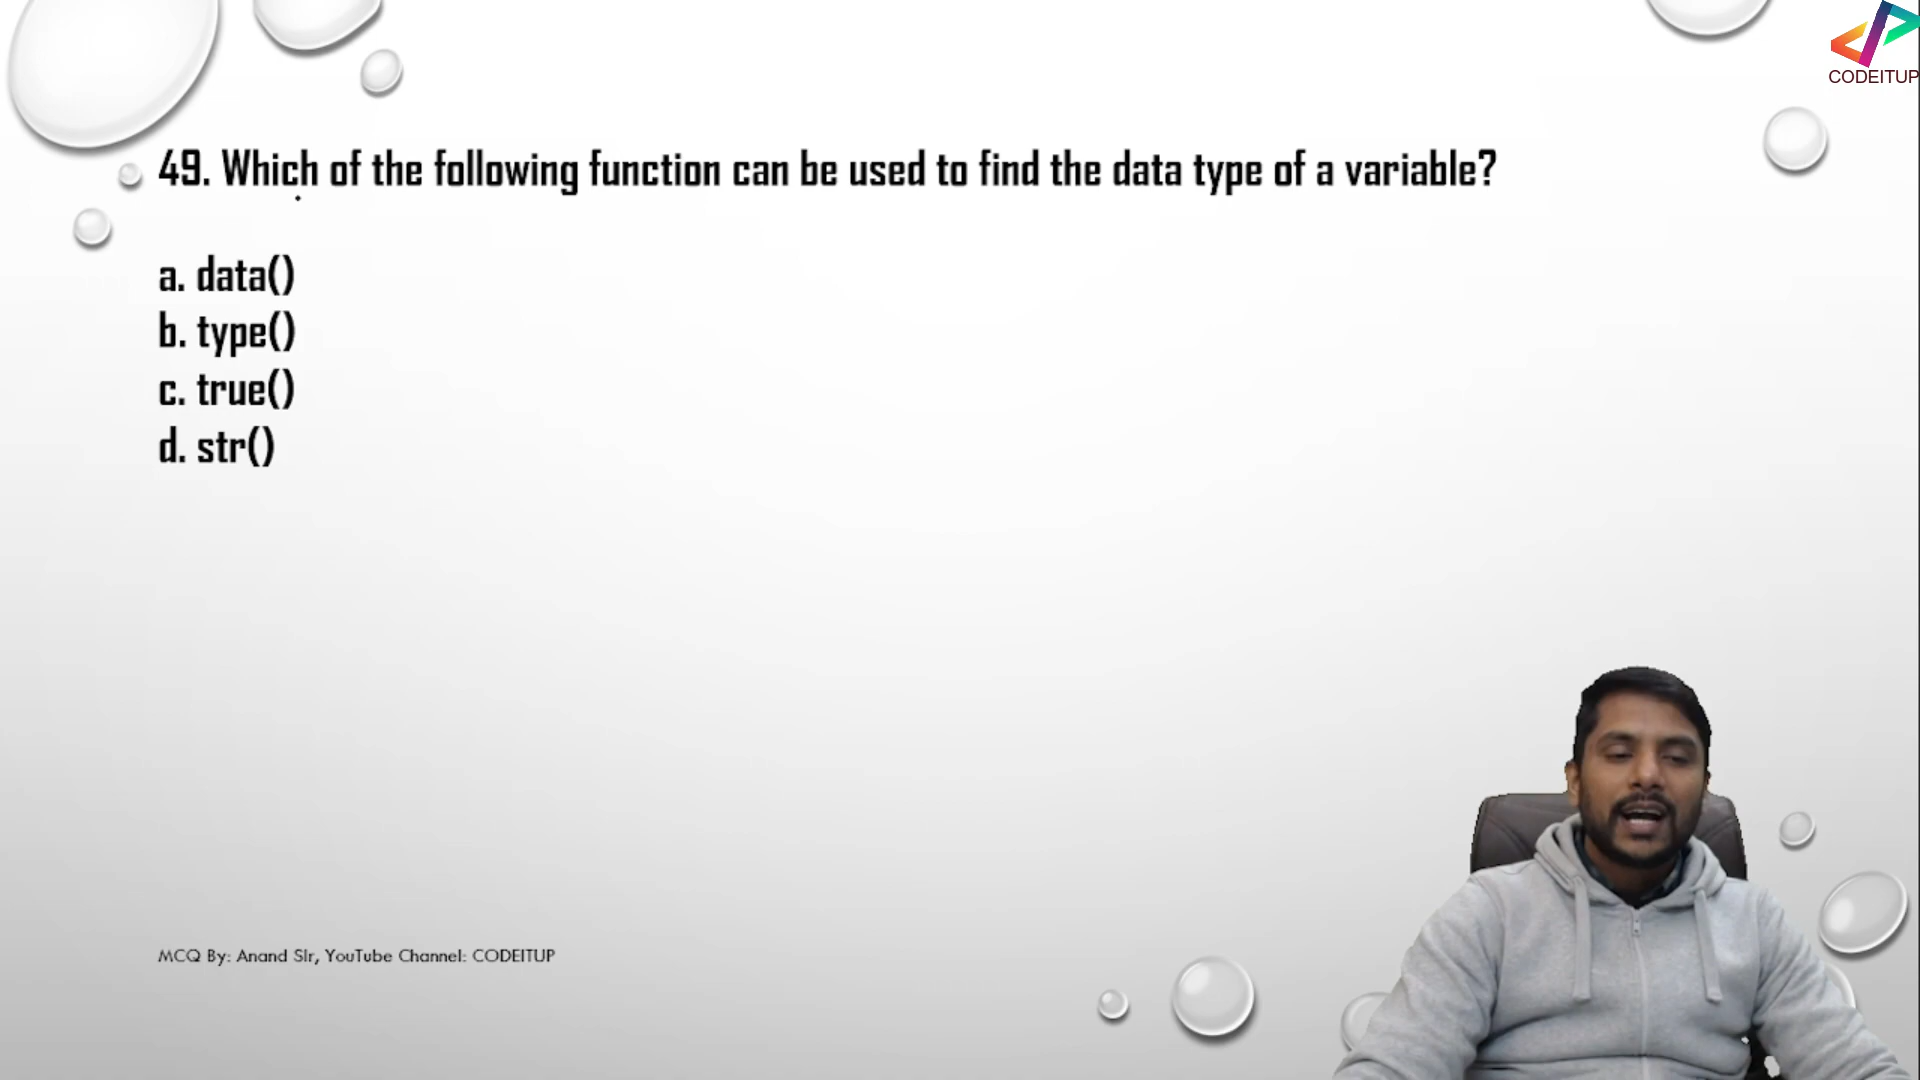 CODEITUP
49. Which of the following function can be used to find the data type of a variable?
a. data()
b. type()
c. true()
d. str()
MCQ By: Anand SIr, YouTube Channel: CODEITUP